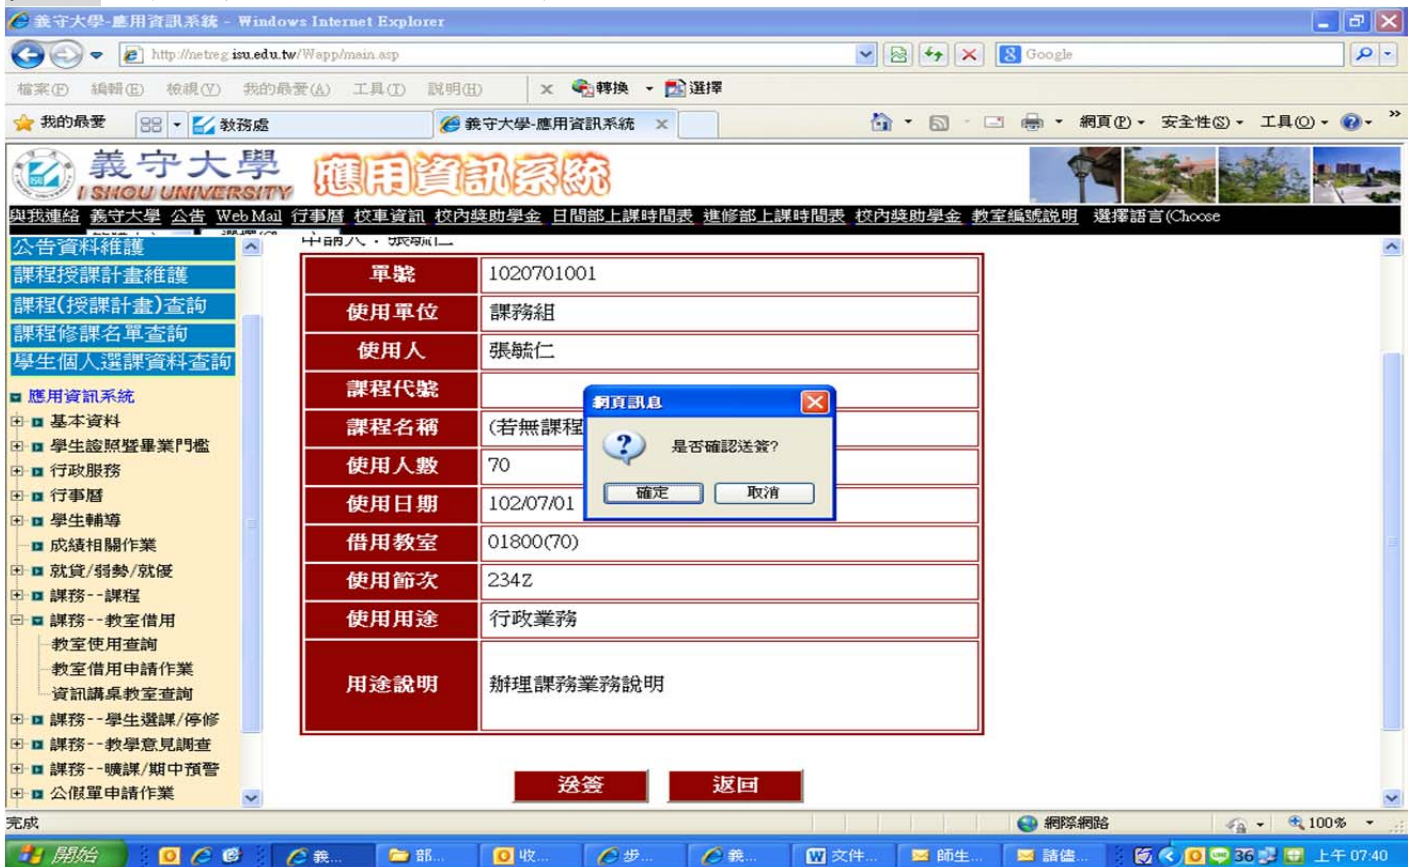 義守大學-應用資訊系統 - Windows Internet Explorer
http://netreg.isu.edu.tw/Wapp/main.asp
Google
檔案(F) 編輯(E) 檢視(V) 我的最愛(A) 工具(T) 說明(H) x 轉換 選擇
我的最愛 教務處 義守大學-應用資訊系統 x 網頁(P) 安全性(S) 工具(O) »
義守大學 I SHOU UNIVERSITY 應用資訊系統
與我連絡 義守大學 公告 Web Mail 行事曆 校車資訊 校內獎助學金 日間部上課時間表 進修部上課時間表 校內獎助學金 教室編號說明 選擇語言(Choose
公告資料維護
課程授課計畫維護
課程(授課計畫)查詢
課程修課名單查詢
學生個人選課資料查詢
應用資訊系統
基本資料
學生證照暨畢業門檻
行政服務
行事曆
學生輔導
成績相關作業
就貸/弱勢/就優
課務--課程
課務--教室借用
教室使用查詢
教室借用申請作業
資訊講桌教室查詢
課務--學生選課/停修
課務--教學意見調查
課務--曠課/期中預警
公假單申請作業
申請人：張毓仁
單號 1020701001
使用單位 課務組
使用人 張毓仁
課程代號
課程名稱 (若無課程
使用人數 70
使用日期 102/07/01
借用教室 01800(70)
使用節次 234Z
使用用途 行政業務
用途說明 辦理課務業務說明
送簽 返回
網頁訊息
是否確認送簽?
確定 取消
完成 網際網路 100%
開始 義... 部... 收... 步... 義... 文件... 師生... 請儘... 36 上午 07:40